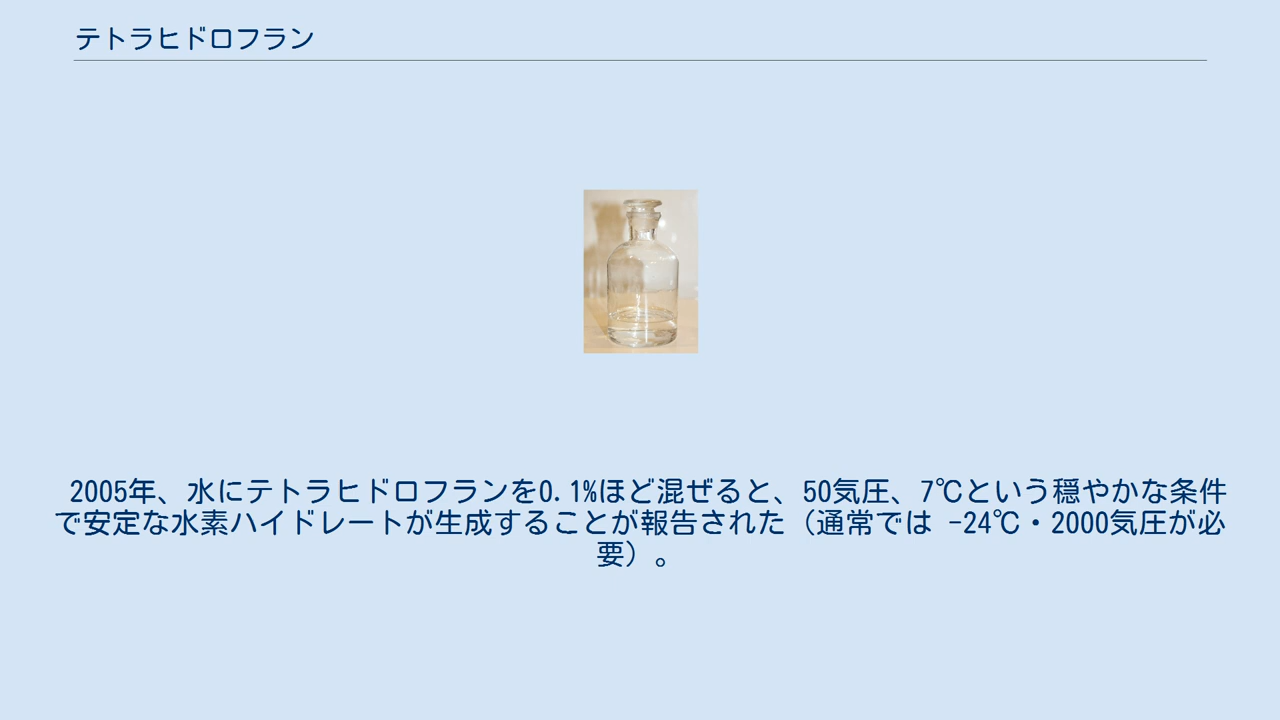 テトラヒドロフラン
2005年、水にテトラヒドロフランを0.1%ほど混ぜると、50気圧、7℃という穏やかな条件
で安定な水素ハイドレートが生成することが報告された（通常では −24℃・2000気圧が必
要）。